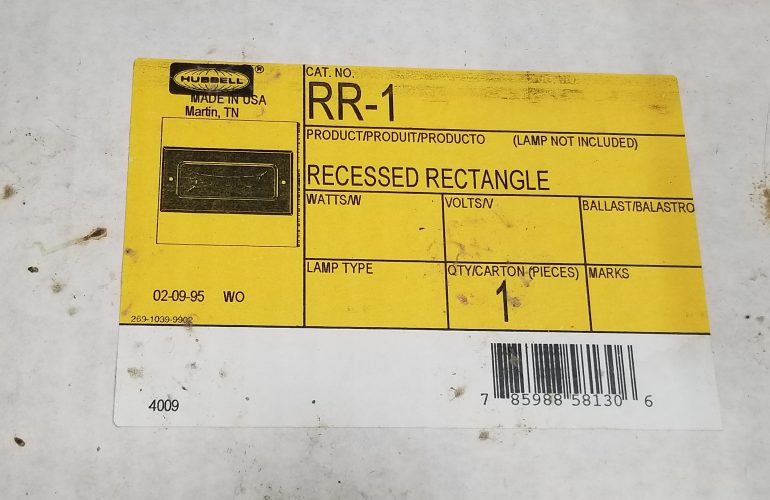 HUBBELL®
MADE IN USA
Martin, TN
CAT. NO.
RR-1
PRODUCT/PRODUIT/PRODUCTO (LAMP NOT INCLUDED)
RECESSED RECTANGLE
WATTS/W VOLTS/V BALLAST/BALASTRO
LAMP TYPE QTY/CARTON (PIECES) MARKS
1
02-09-95 WO
269-1039-9902
4009
7 85988 58130 6